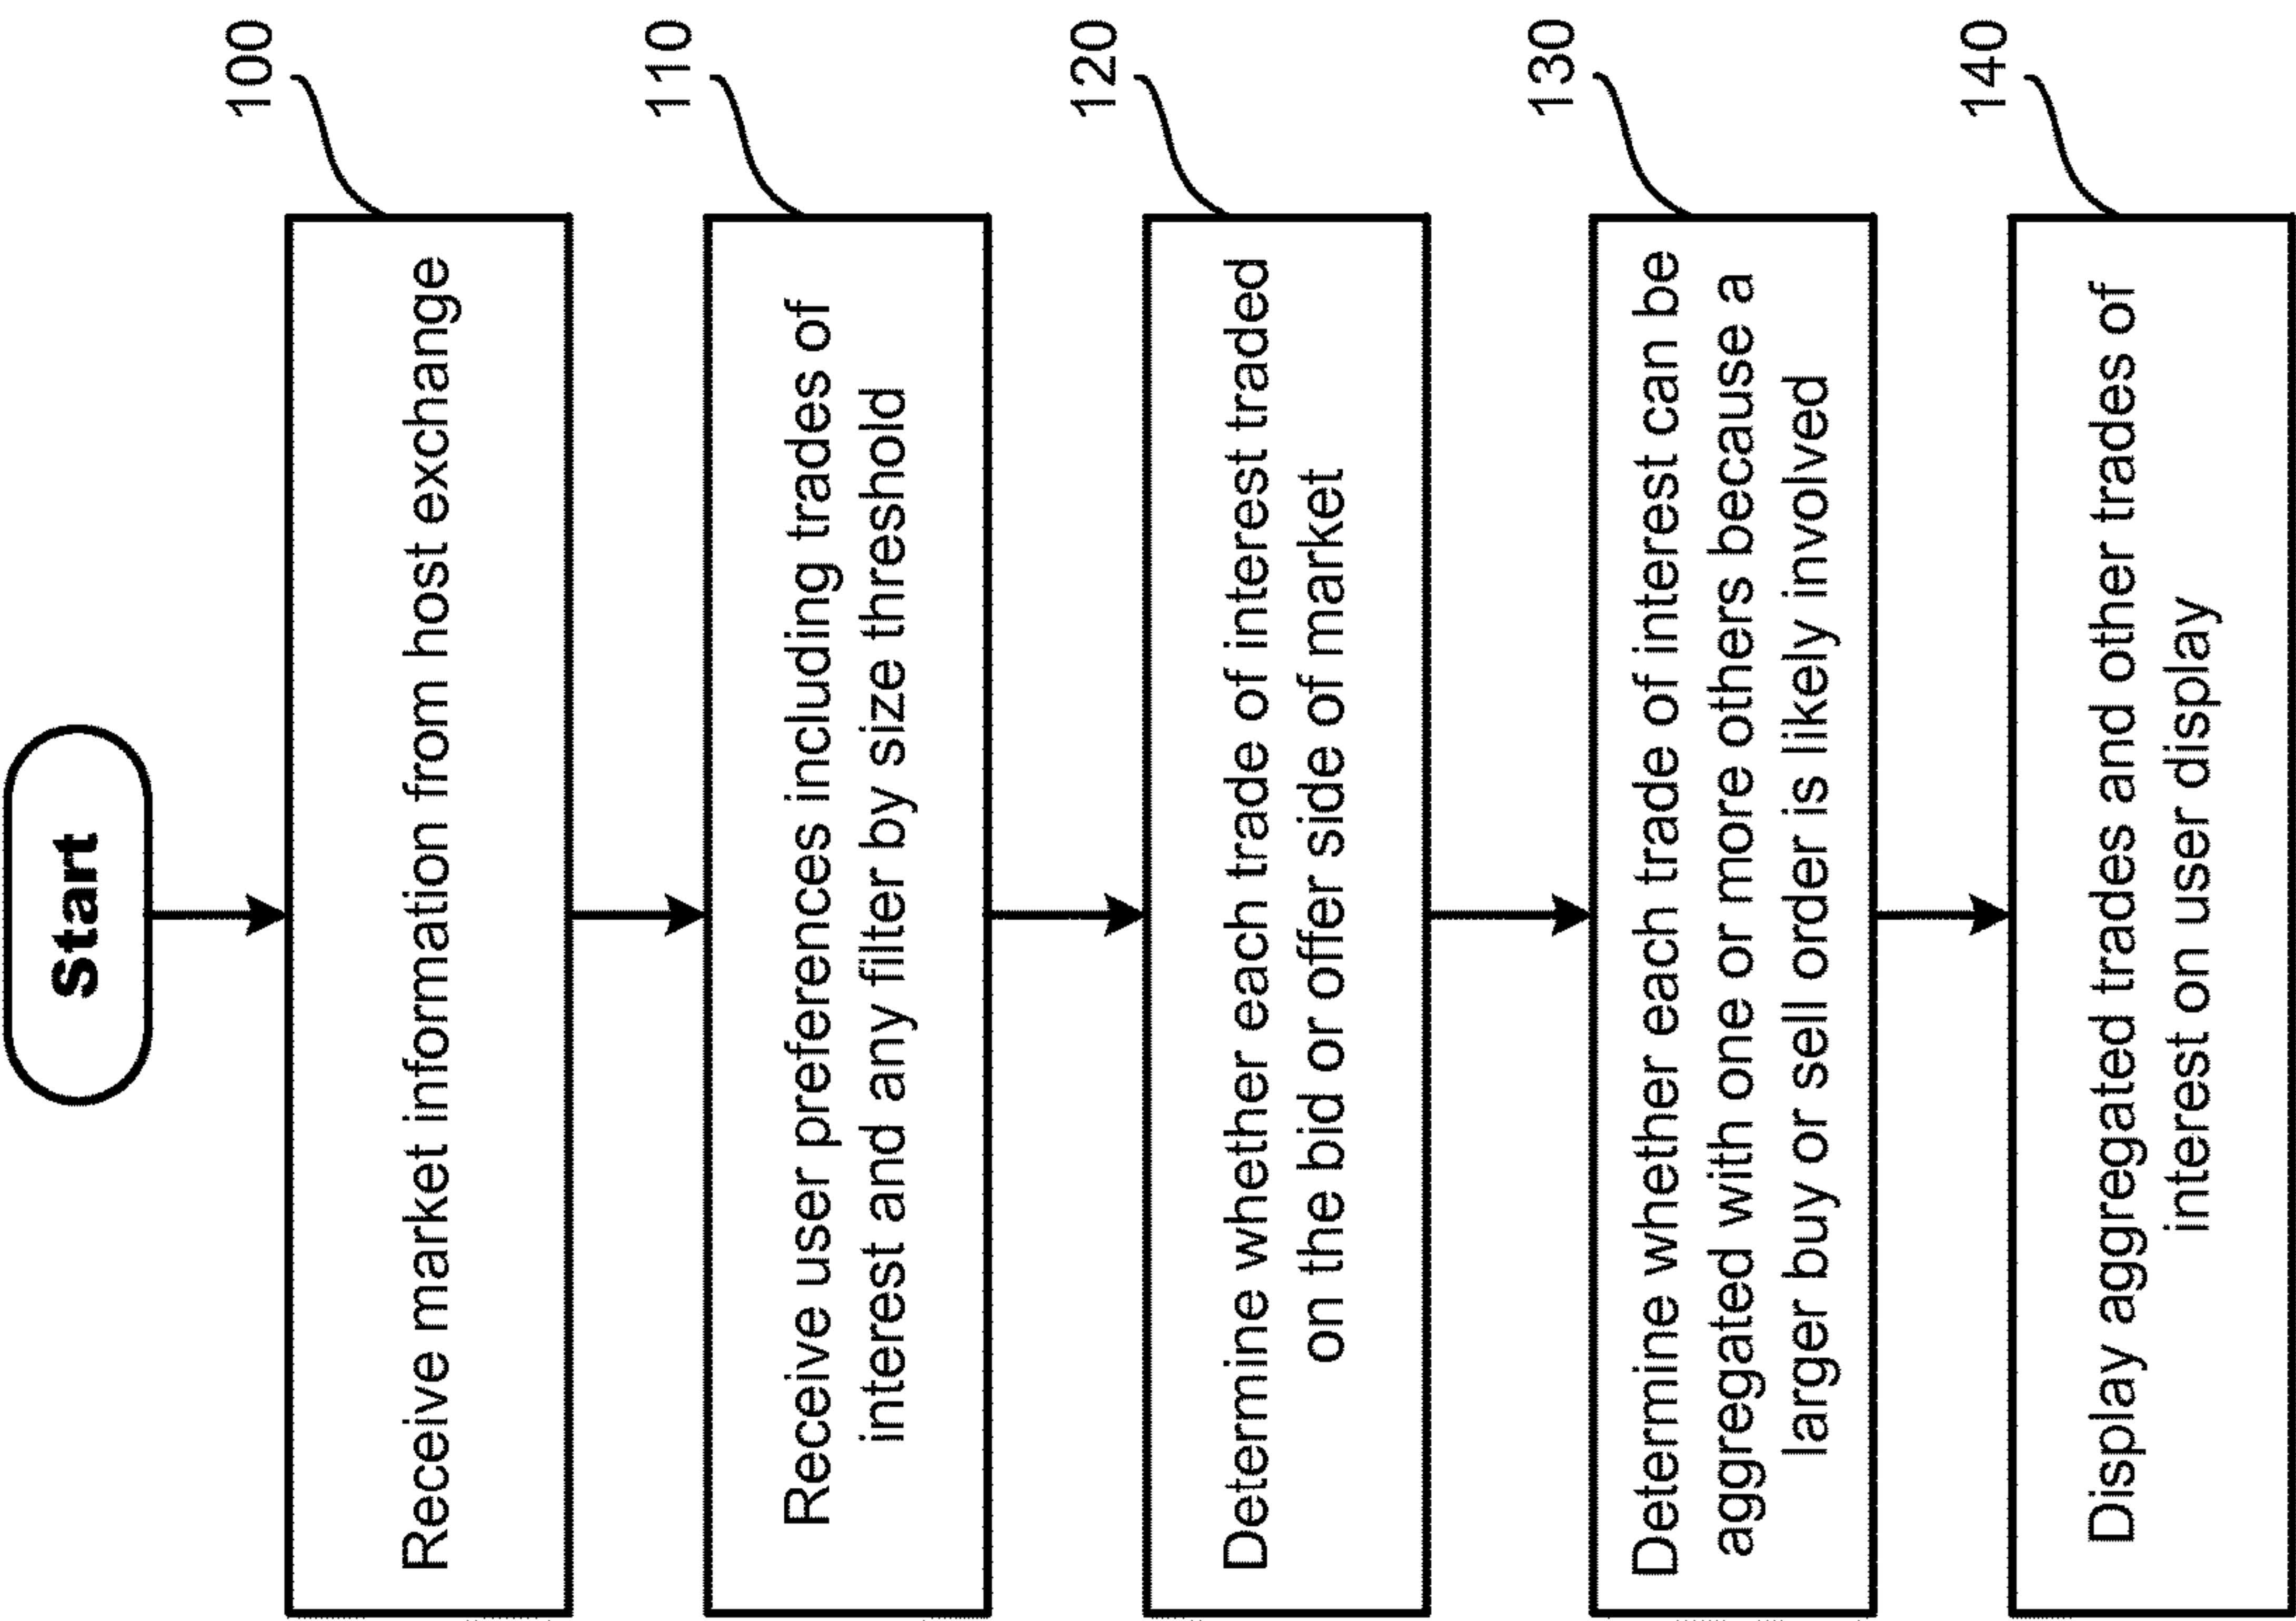 Start
100
Receive market information from host exchange
110
Receive user preferences including trades of
interest and any filter by size threshold
120
Determine whether each trade of interest traded
on the bid or offer side of market
130
Determine whether each trade of interest can be
aggregated with one or more others because a
larger buy or sell order is likely involved
140
Display aggregated trades and other trades of
interest on user display